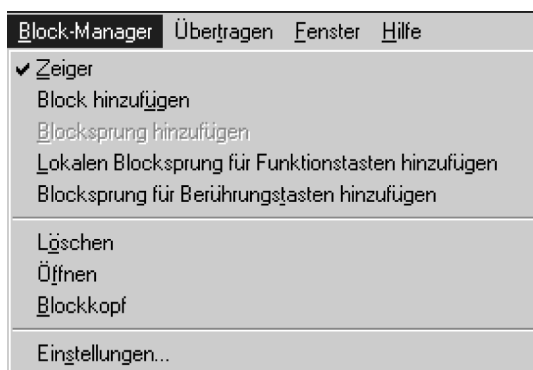 Block-Manager Übertragen Fenster Hilfe
Zeiger
Block hinzufügen
Blocksprung hinzufügen
Lokalen Blocksprung für Funktionstasten hinzufügen
Blocksprung für Berührungstasten hinzufügen
Löschen
Öffnen
Blockkopf
Einstellungen...